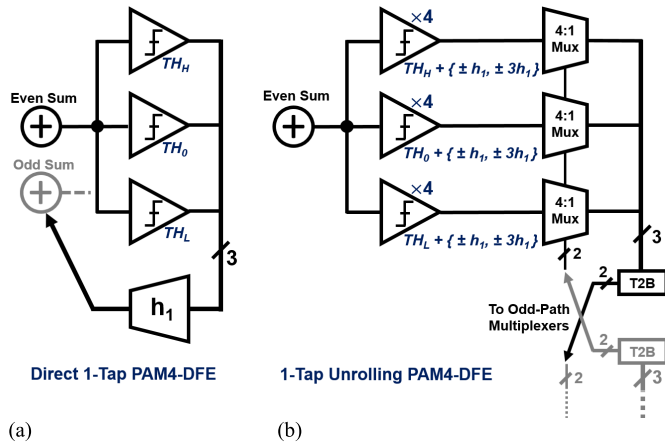 Even Sum
+
Odd Sum
+
TH_H
TH_0
TH_L
3
h_1
Direct 1-Tap PAM4-DFE
(a)
Even Sum
+
×4
TH_H + { ± h_1, ± 3h_1}
×4
TH_0 + { ± h_1, ± 3h_1}
×4
TH_L + { ± h_1, ± 3h_1}
4:1
Mux
4:1
Mux
4:1
Mux
2
3
2
T2B
To Odd-Path
Multiplexers
2
T2B
2
3
1-Tap Unrolling PAM4-DFE
(b)